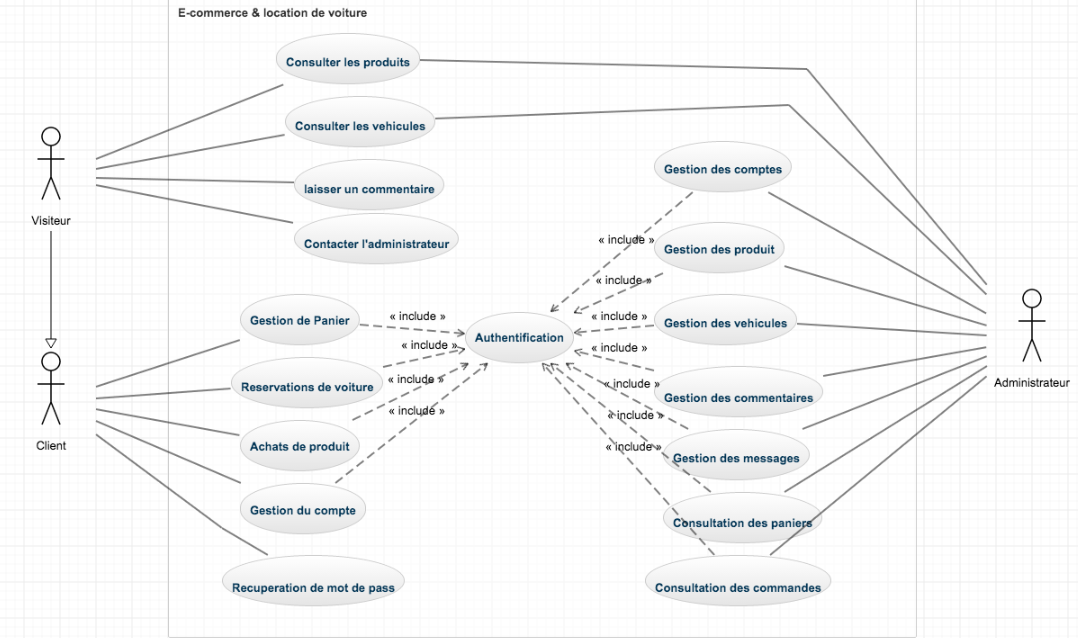 E-commerce & location de voiture
Consulter les produits
Consulter les vehicules
laisser un commentaire
Contacter l'administrateur
Visiteur
Gestion des comptes
« include »
Gestion des produit
« include »
Gestion de Panier
« include »
Authentification
« include »
Gestion des vehicules
« include »
« include »
Reservations de voiture
« include »
« include »
Gestion des commentaires
Administrateur
« include »
« include »
Client
Achats de produit
« include »
Gestion des messages
Gestion du compte
Consultation des paniers
Recuperation de mot de pass
Consultation des commandes